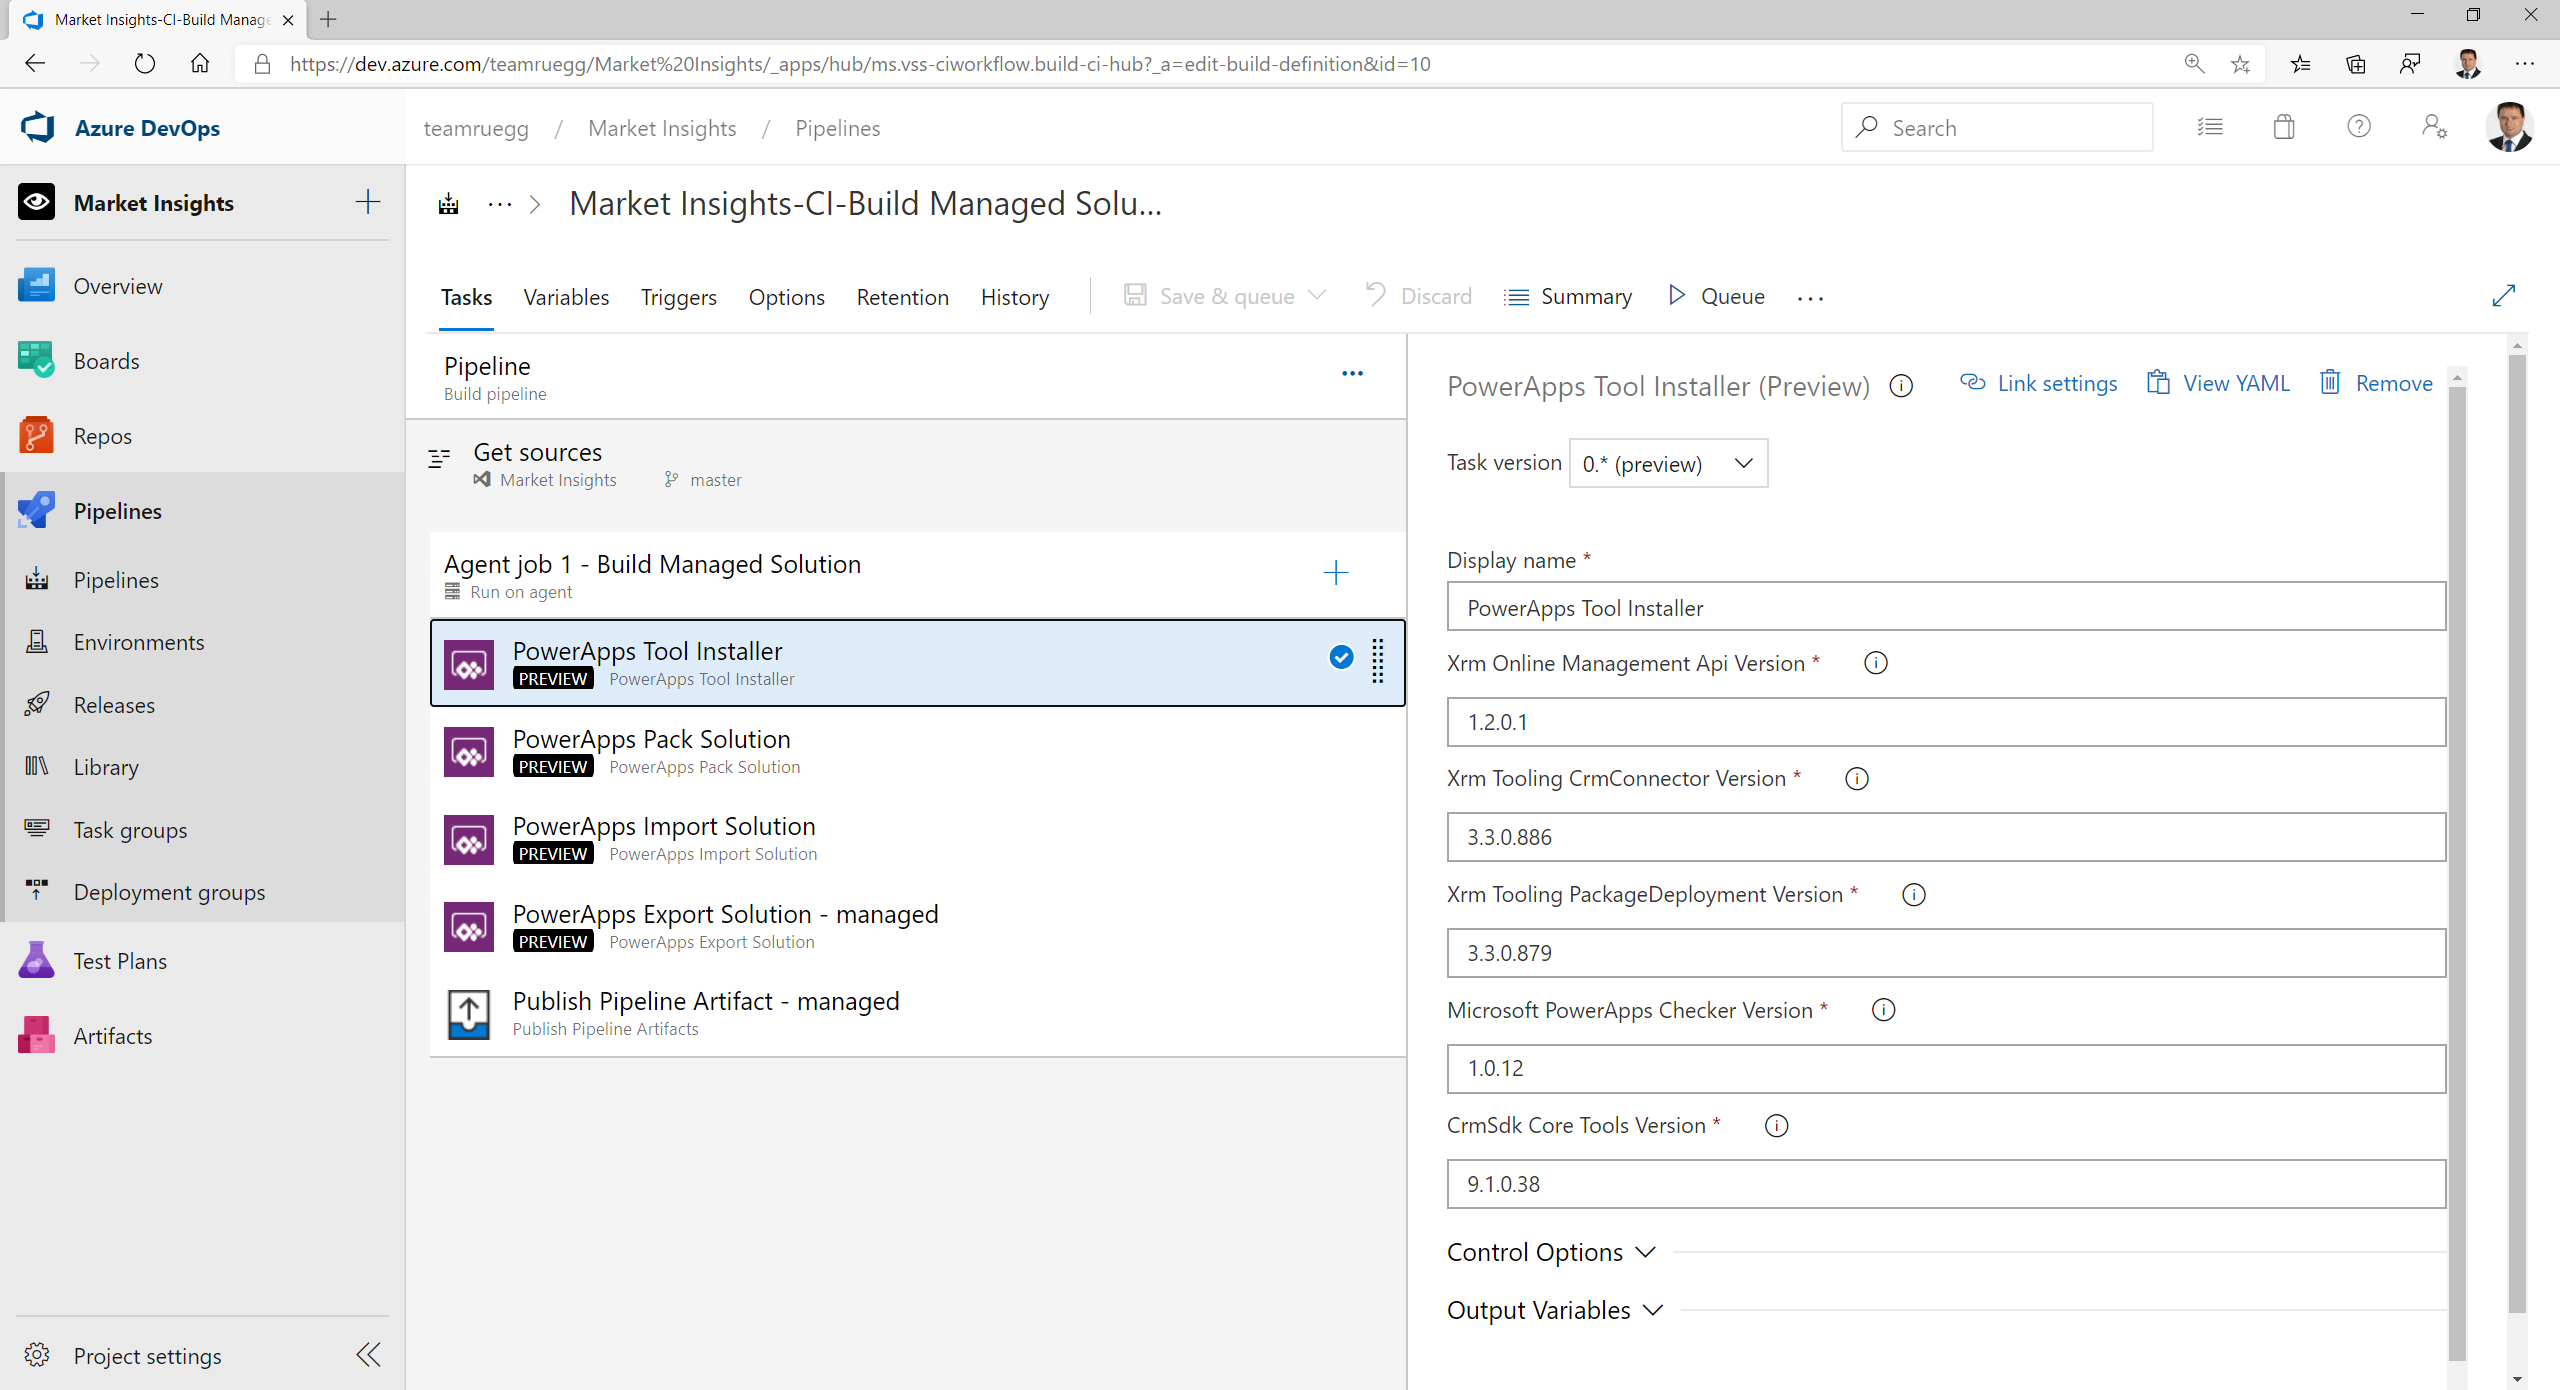 Market Insights-CI-Build Manage
https://dev.azure.com/teamruegg/Market%20Insights/_apps/hub/ms.vss-ciworkflow.build-ci-hub?_a=edit-build-definition&id=10
Azure DevOps
teamruegg / Market Insights / Pipelines
Search
Market Insights
Overview
Boards
Repos
Pipelines
Pipelines
Environments
Releases
Library
Task groups
Deployment groups
Test Plans
Artifacts
Project settings
... > Market Insights-CI-Build Managed Solu...
Tasks Variables Triggers Options Retention History Save & queue Discard Summary Queue ...
Pipeline
Build pipeline
Get sources
Market Insights master
Agent job 1 - Build Managed Solution
Run on agent
PowerApps Tool Installer
PREVIEW PowerApps Tool Installer
PowerApps Pack Solution
PREVIEW PowerApps Pack Solution
PowerApps Import Solution
PREVIEW PowerApps Import Solution
PowerApps Export Solution - managed
PREVIEW PowerApps Export Solution
Publish Pipeline Artifact - managed
Publish Pipeline Artifacts
PowerApps Tool Installer (Preview) Link settings View YAML Remove
Task version 0.* (preview)
Display name *
PowerApps Tool Installer
Xrm Online Management Api Version *
1.2.0.1
Xrm Tooling CrmConnector Version *
3.3.0.886
Xrm Tooling PackageDeployment Version *
3.3.0.879
Microsoft PowerApps Checker Version *
1.0.12
CrmSdk Core Tools Version *
9.1.0.38
Control Options
Output Variables